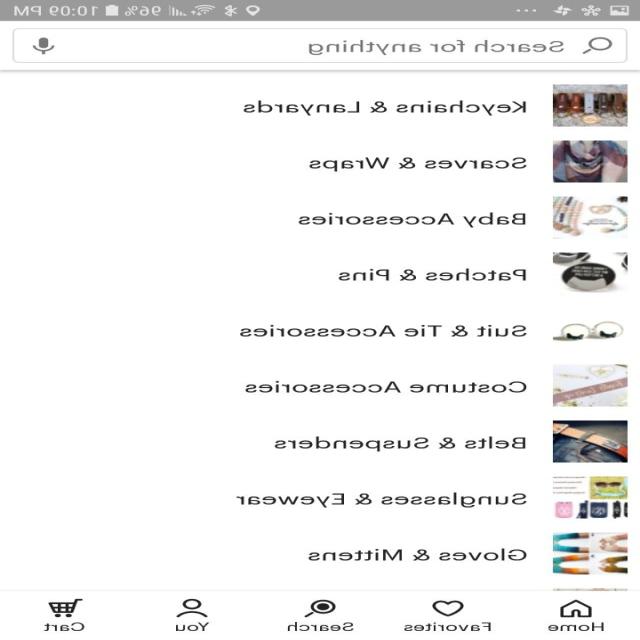 96% 10:09 PM
Search for anything
Keychains & Lanyards
Scarves & Wraps
Baby Accessories
Patches & Pins
Suit & Tie Accessories
Costume Accessories
Belts & Suspenders
Sunglasses & Eyewear
Gloves & Mittens
Home Favorites Search You Cart